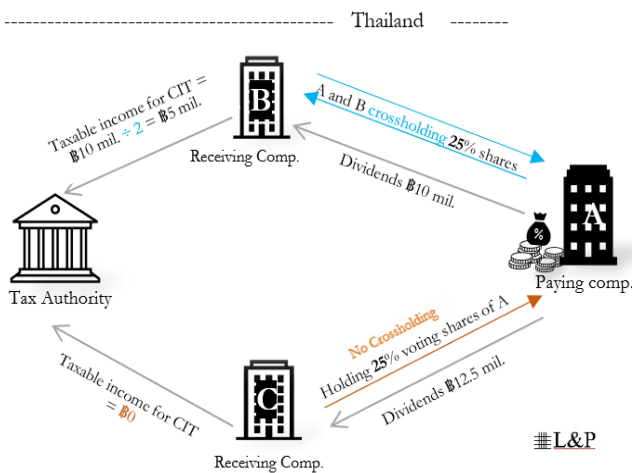 Thailand
Taxable income for CIT =
฿10 mil. ÷ 2 = ฿5 mil.
B
Receiving Comp.
A and B crossholding 25% shares
Dividends ฿10 mil.
A
%
Paying comp.
Tax Authority
No Crossholding
Holding 25% voting shares of A
Dividends ฿12.5 mil.
Taxable income for CIT
= ฿0
C
Receiving Comp.
L&P